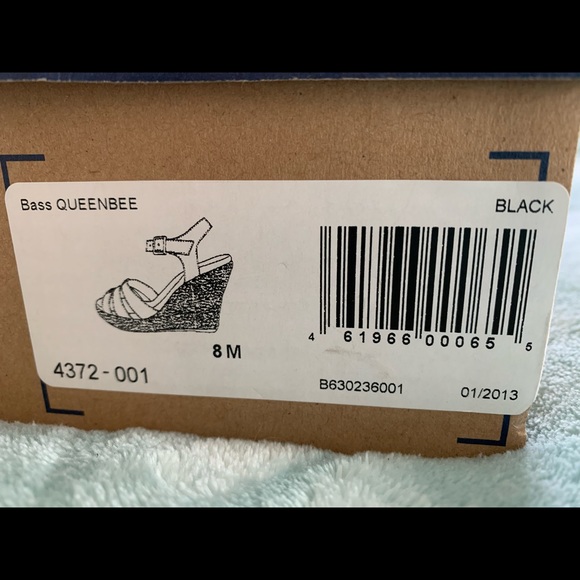 Bass QUEENBEE
BLACK
8 M
4 61966 00065 5
4372-001
B630236001
01/2013